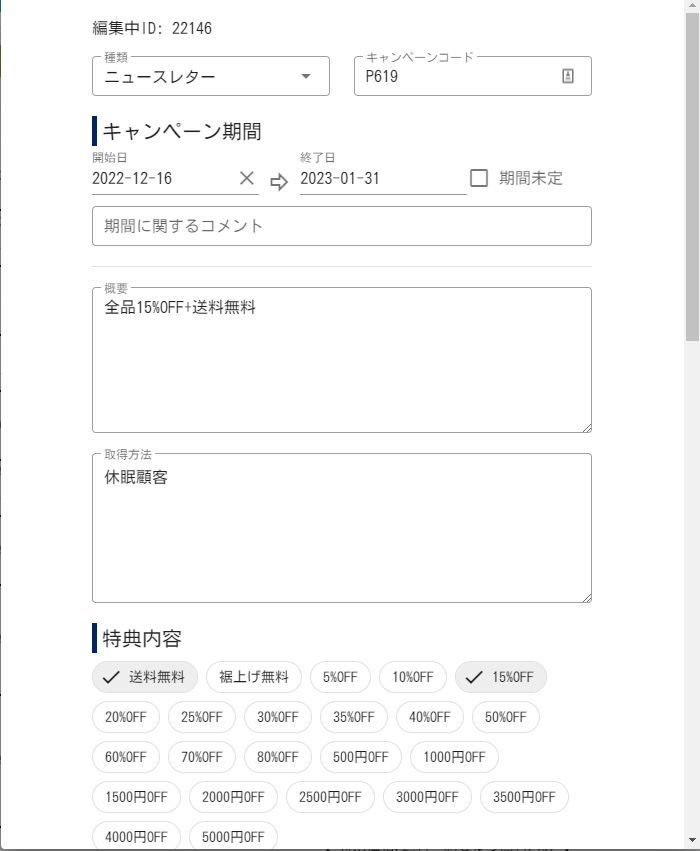 編集中ID: 22146
種類 キャンペーンコード
ニュースレター P619
キャンペーン期間
開始日 終了日
2022-12-16 2023-01-31 期間未定
期間に関するコメント
概要
全品15%OFF+送料無料
取得方法
休眠顧客
特典内容
送料無料 裾上げ無料 5%OFF 10%OFF 15%OFF
20%OFF 25%OFF 30%OFF 35%OFF 40%OFF 50%OFF
60%OFF 70%OFF 80%OFF 500円OFF 1000円OFF
1500円OFF 2000円OFF 2500円OFF 3000円OFF 3500円OFF
4000円OFF 5000円OFF